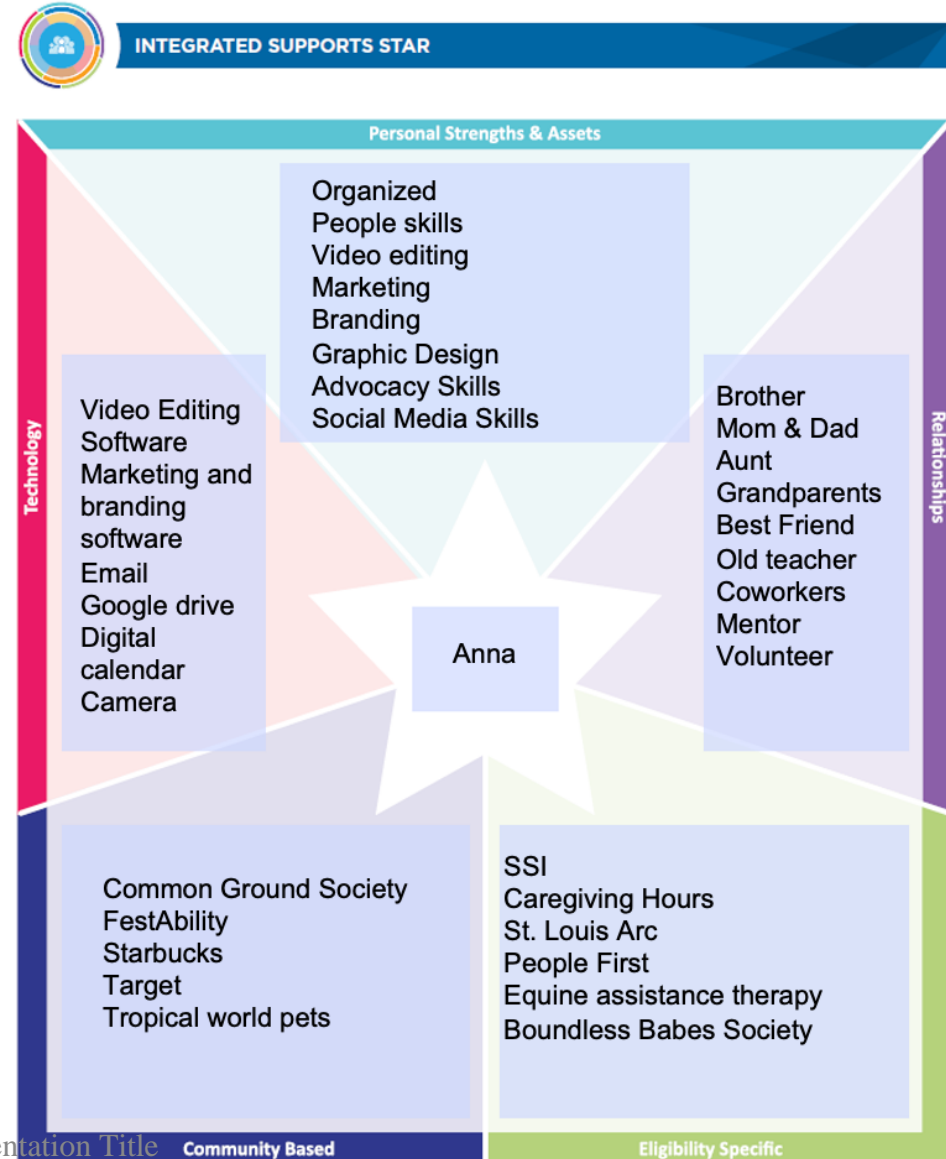 INTEGRATED SUPPORTS STAR
Personal Strengths & Assets
Organized
People skills
Video editing
Marketing
Branding
Graphic Design
Advocacy Skills
Social Media Skills
Technology
Video Editing
Software
Marketing and
branding
software
Email
Google drive
Digital
calendar
Camera
Relationships
Brother
Mom & Dad
Aunt
Grandparents
Best Friend
Old teacher
Coworkers
Mentor
Volunteer
Anna
Common Ground Society
FestAbility
Starbucks
Target
Tropical world pets
SSI
Caregiving Hours
St. Louis Arc
People First
Equine assistance therapy
Boundless Babes Society
entation Title
Community Based
Eligibility Specific